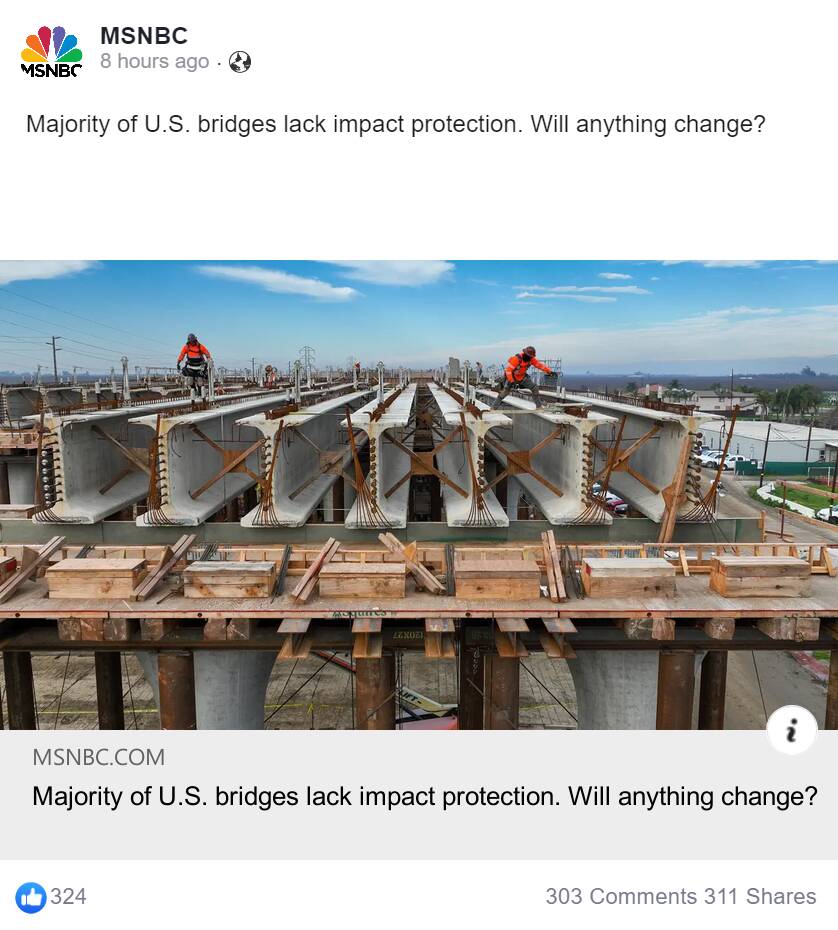 MSNBC
8 hours ago ·
MSNBC
Majority of U.S. bridges lack impact protection. Will anything change?
MSNBC.COM
Majority of U.S. bridges lack impact protection. Will anything change?
324
303 Comments 311 Shares